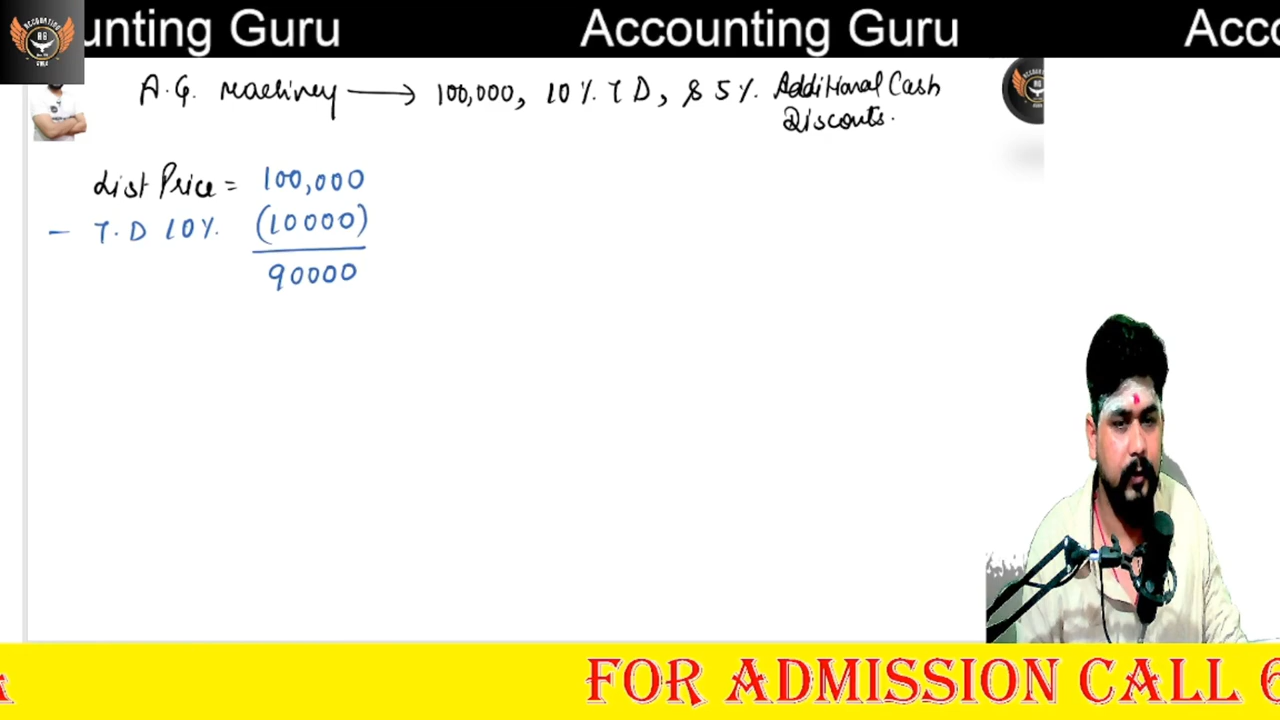 unting Guru Accounting Guru Acco
A.G. Machinery → 100,000, 10% T D, & 5% Additional Cash
Discouts.
List Price = 100,000
- T.D 10% (10000)
90000
FOR ADMISSION CALL 6